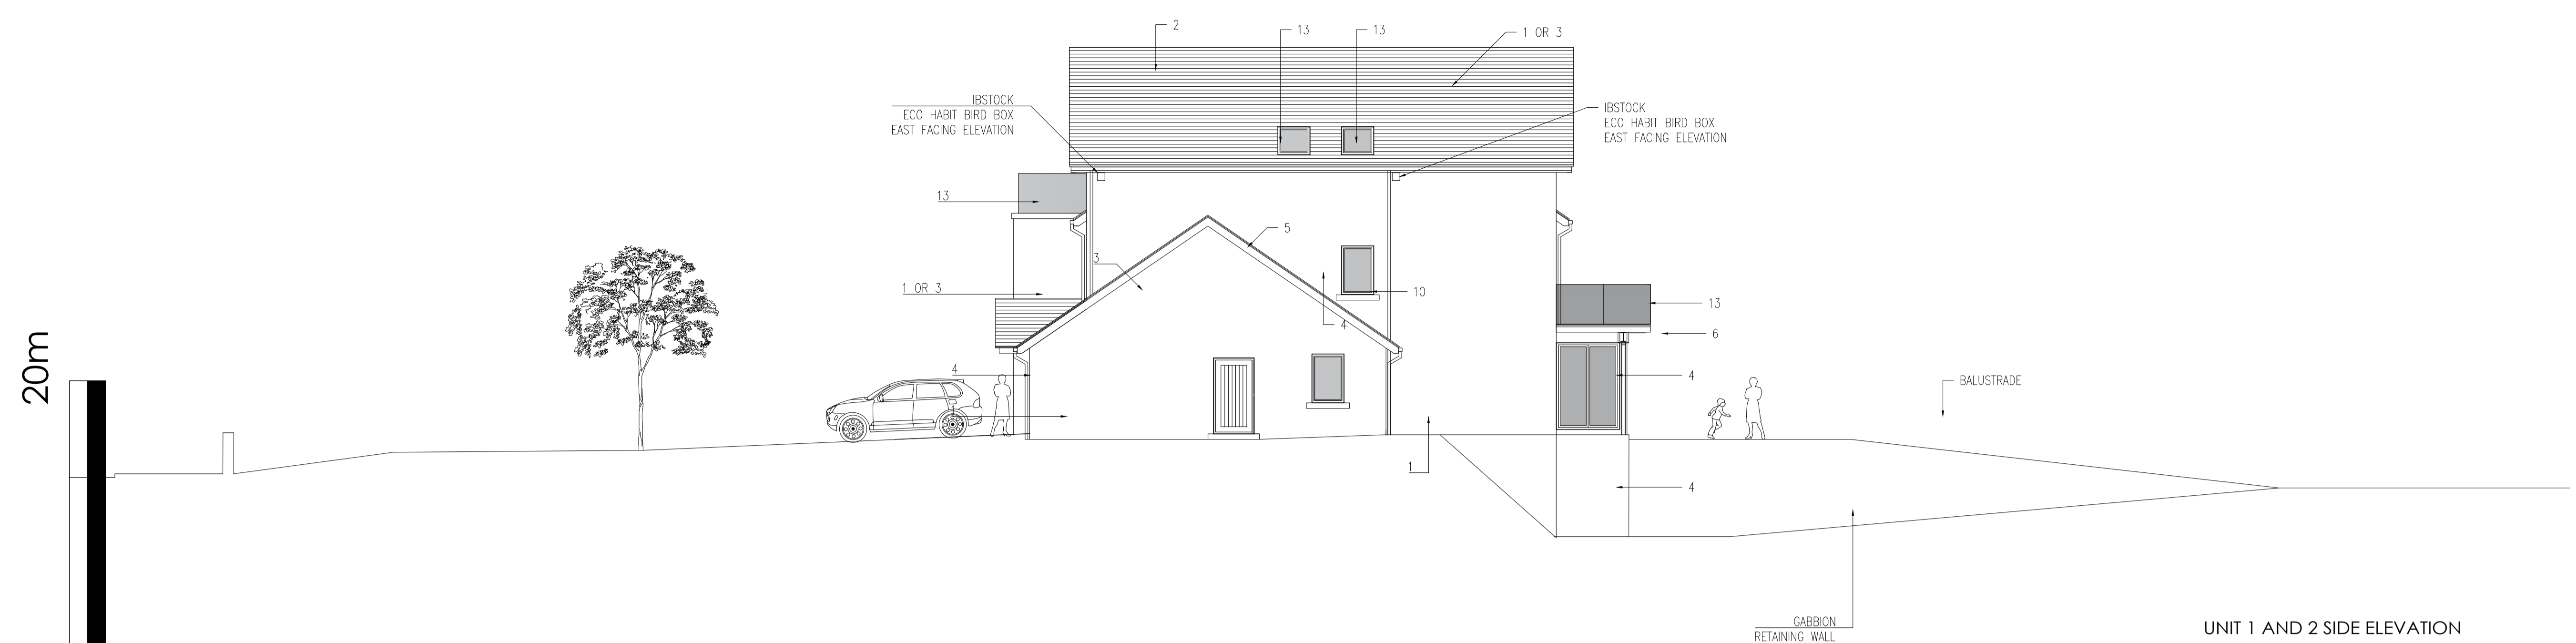 2
13
13
1 OR 3
IBSTOCK
ECO HABIT BIRD BOX
EAST FACING ELEVATION
IBSTOCK
ECO HABIT BIRD BOX
EAST FACING ELEVATION
13
5
3
1 OR 3
10
4
13
6
20m
4
4
BALUSTRADE
1
4
GABBION
RETAINING WALL
UNIT 1 AND 2 SIDE ELEVATION